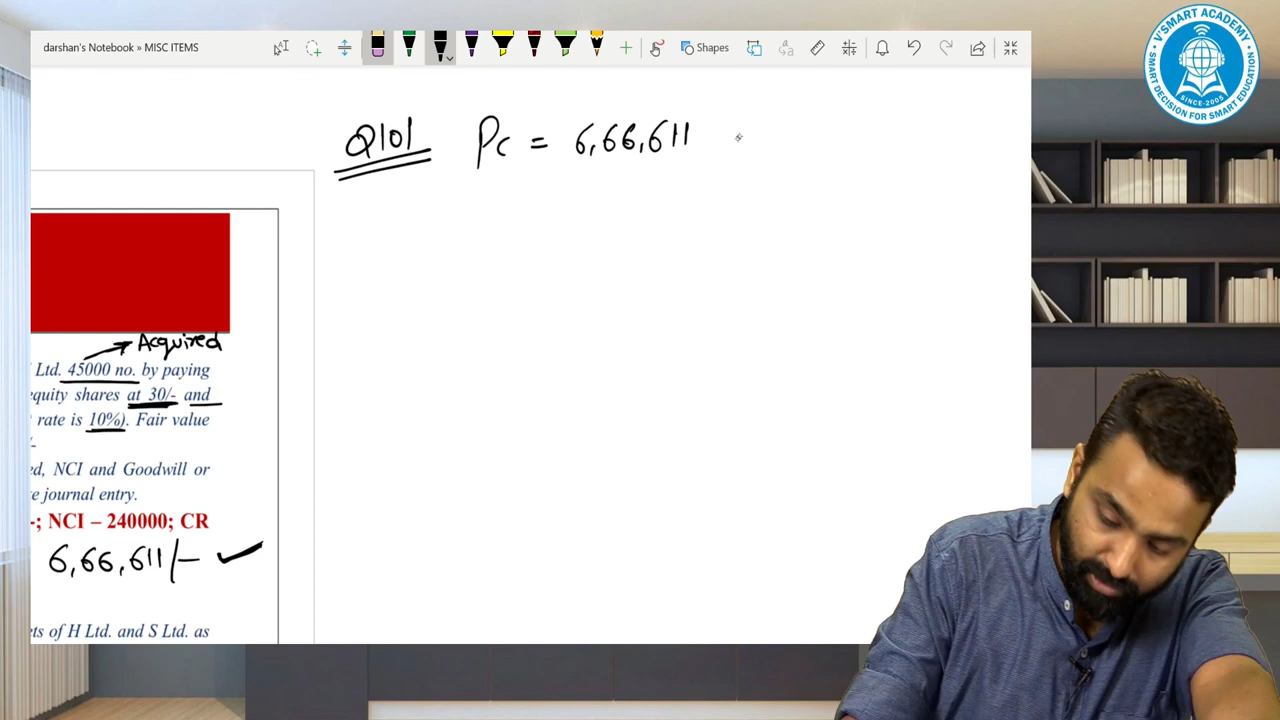 darshan's Notebook » MISC ITEMS
Shapes
V'SMART ACADEMY
SINCE-2005
SMART DECISION FOR SMART EDUCATION
Q101 Pc = 6,66,611
Acquired
Ltd. 45000 no. by paying
quity shares at 30/- and
rate is 10%). Fair value
/-
ed, NCI and Goodwill or
e journal entry.
-; NCI – 240000; CR
6,66,611/-
ts of H Ltd. and S Ltd. as